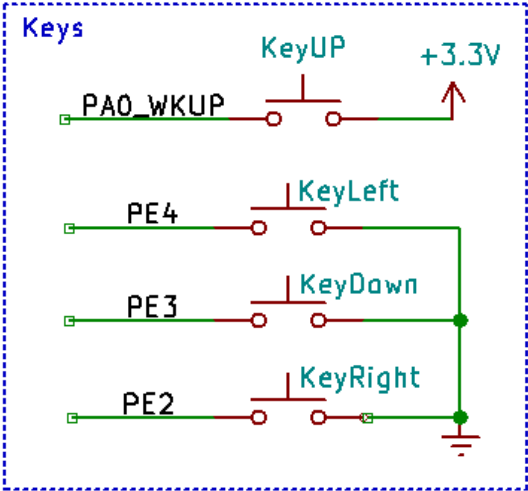 Keys
KeyUP
+3.3V
PA0_WKUP
KeyLeft
PE4
KeyDown
PE3
KeyRight
PE2